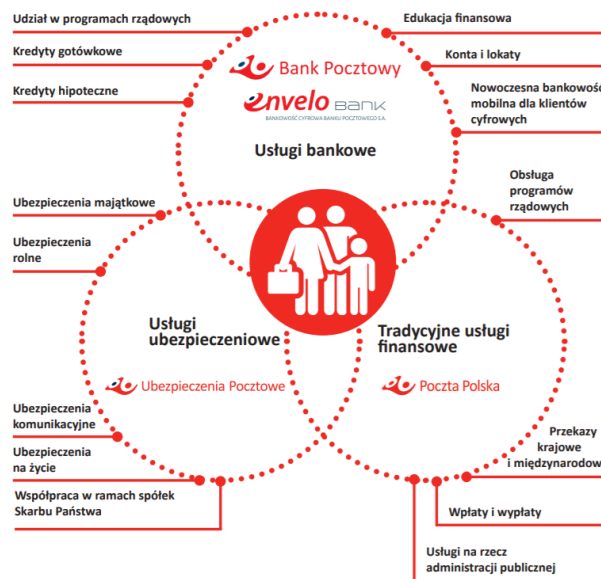 Udział w programach rządowych
Kredyty gotówkowe
Kredyty hipoteczne
Edukacja finansowa
Konta i lokaty
Nowoczesna bankowość
mobilna dla klientów
cyfrowych
Bank Pocztowy
envelo BANK
BANKOWOŚĆ CYFROWA BANKU POCZTOWEGO S.A.
Usługi bankowe
Ubezpieczenia majątkowe
Ubezpieczenia
rolne
Obsługa
programów
rządowych
Usługi
ubezpieczeniowe
Ubezpieczenia Pocztowe
Tradycyjne usługi
finansowe
Poczta Polska
Ubezpieczenia
komunikacyjne
Ubezpieczenia
na życie
Współpraca w ramach spółek
Skarbu Państwa
Przekazy
krajowe
i międzynarodow
Wpłaty i wypłaty
Usługi na rzecz
administracji publicznej